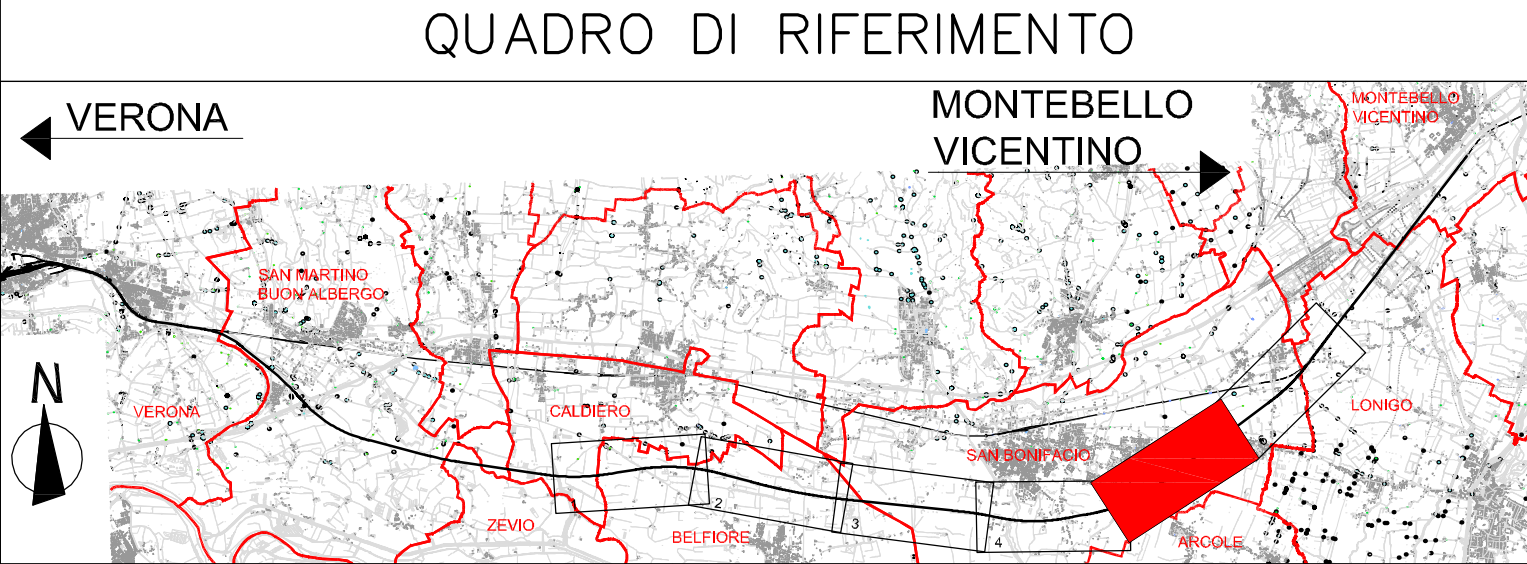 QUADRO DI RIFERIMENTO
VERONA
MONTEBELLO
VICENTINO
MONTEBELLO
VICENTINO
SAN MARTINO
BUON ALBERGO
N
VERONA
CALDIERO
LONIGO
SAN BONIFACIO
1
2
3
4
ZEVIO
BELFIORE
ARCOLE